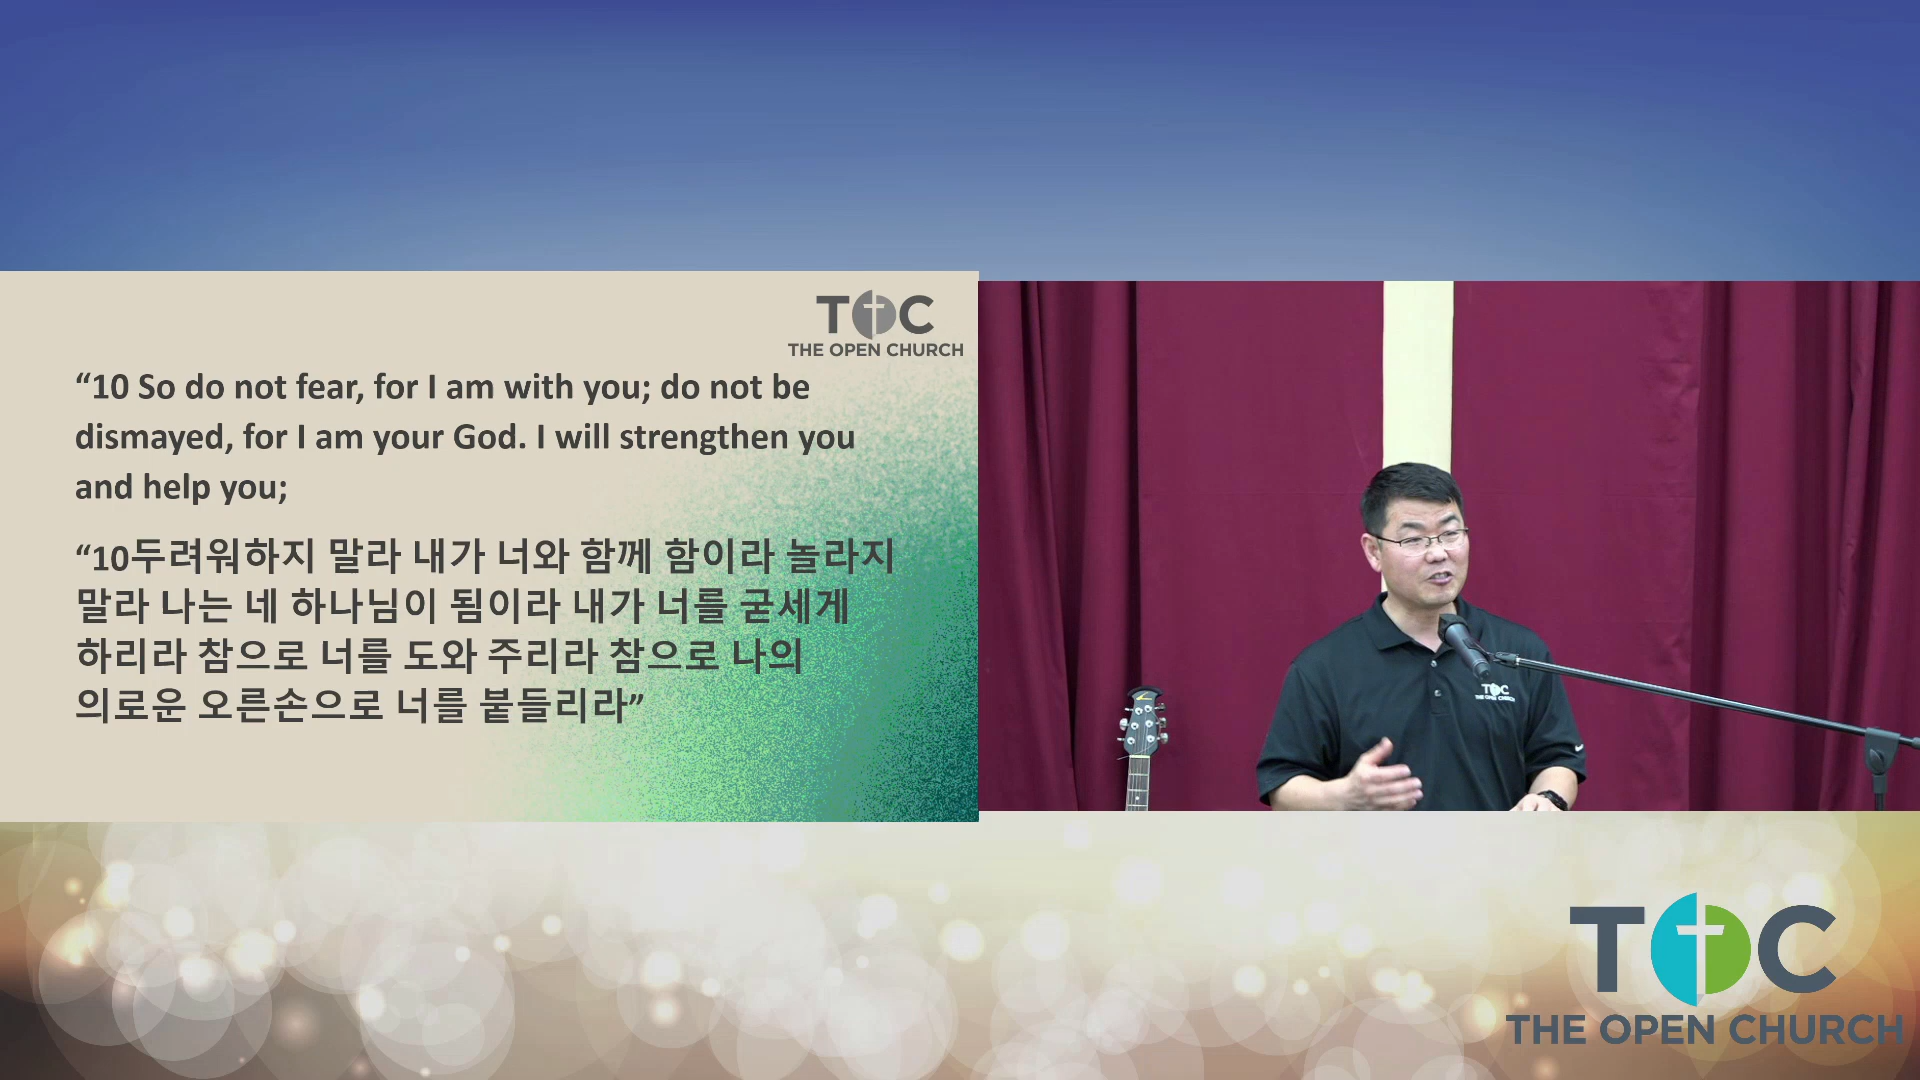 TOC
THE OPEN CHURCH
“10 So do not fear, for I am with you; do not be
dismayed, for I am your God. I will strengthen you
and help you;
“10두려워하지 말라 내가 너와 함께 함이라 놀라지
말라 나는 네 하나님이 됨이라 내가 너를 굳세게
하리라 참으로 너를 도와 주리라 참으로 나의
의로운 오른손으로 너를 붙들리라”
TOC
THE OPEN CHURCH
TOC
THE OPEN CHURCH